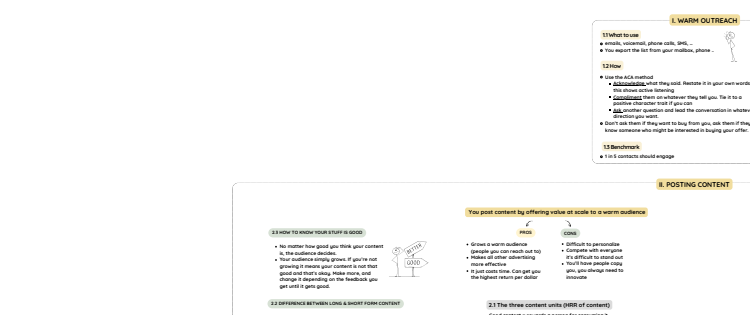 I. WARM OUTREACH
1.1 What to use
emails, voicemail, phone calls, SMS, ...
You export the list from your mailbox, phone ..
1.2 How
Use the ACA method
Acknowledge what they said. Restate it in your own words
this shows active listening
Compliment them on whatever they tell you. Tie it to a
positive character trait if you can
Ask another question and lead the conversation in whatev
direction you want.
Don't ask them if they want to buy from you, ask them if they
know someone who might be interested in buying your offer.
1.3 Benchmark
1 in 5 contacts should engage
II. POSTING CONTENT
You post content by offering value at scale to a warm audience
PROS
Grows a warm audience
(people you can reach out to)
Makes all other advertising
more effective
It just costs time. Can get you
the highest return per dollar
CONS
Difficult to personalize
Compete with everyone
it's difficult to stand out
You'll have people copy
you, you always need to
innovate
2.3 HOW TO KNOW YOUR STUFF IS GOOD
No matter how good you think your content
is, the audience decides.
Your audience simply grows. If you're not
growing it means your content is not that
good and that's okay. Make more, and
change it depending on the feedback you
get until it gets good.
BETTER
GOOD
2.2 DIFFERENCE BETWEEN LONG & SHORT FORM CONTENT
2.1 The three content units (HRR of content)